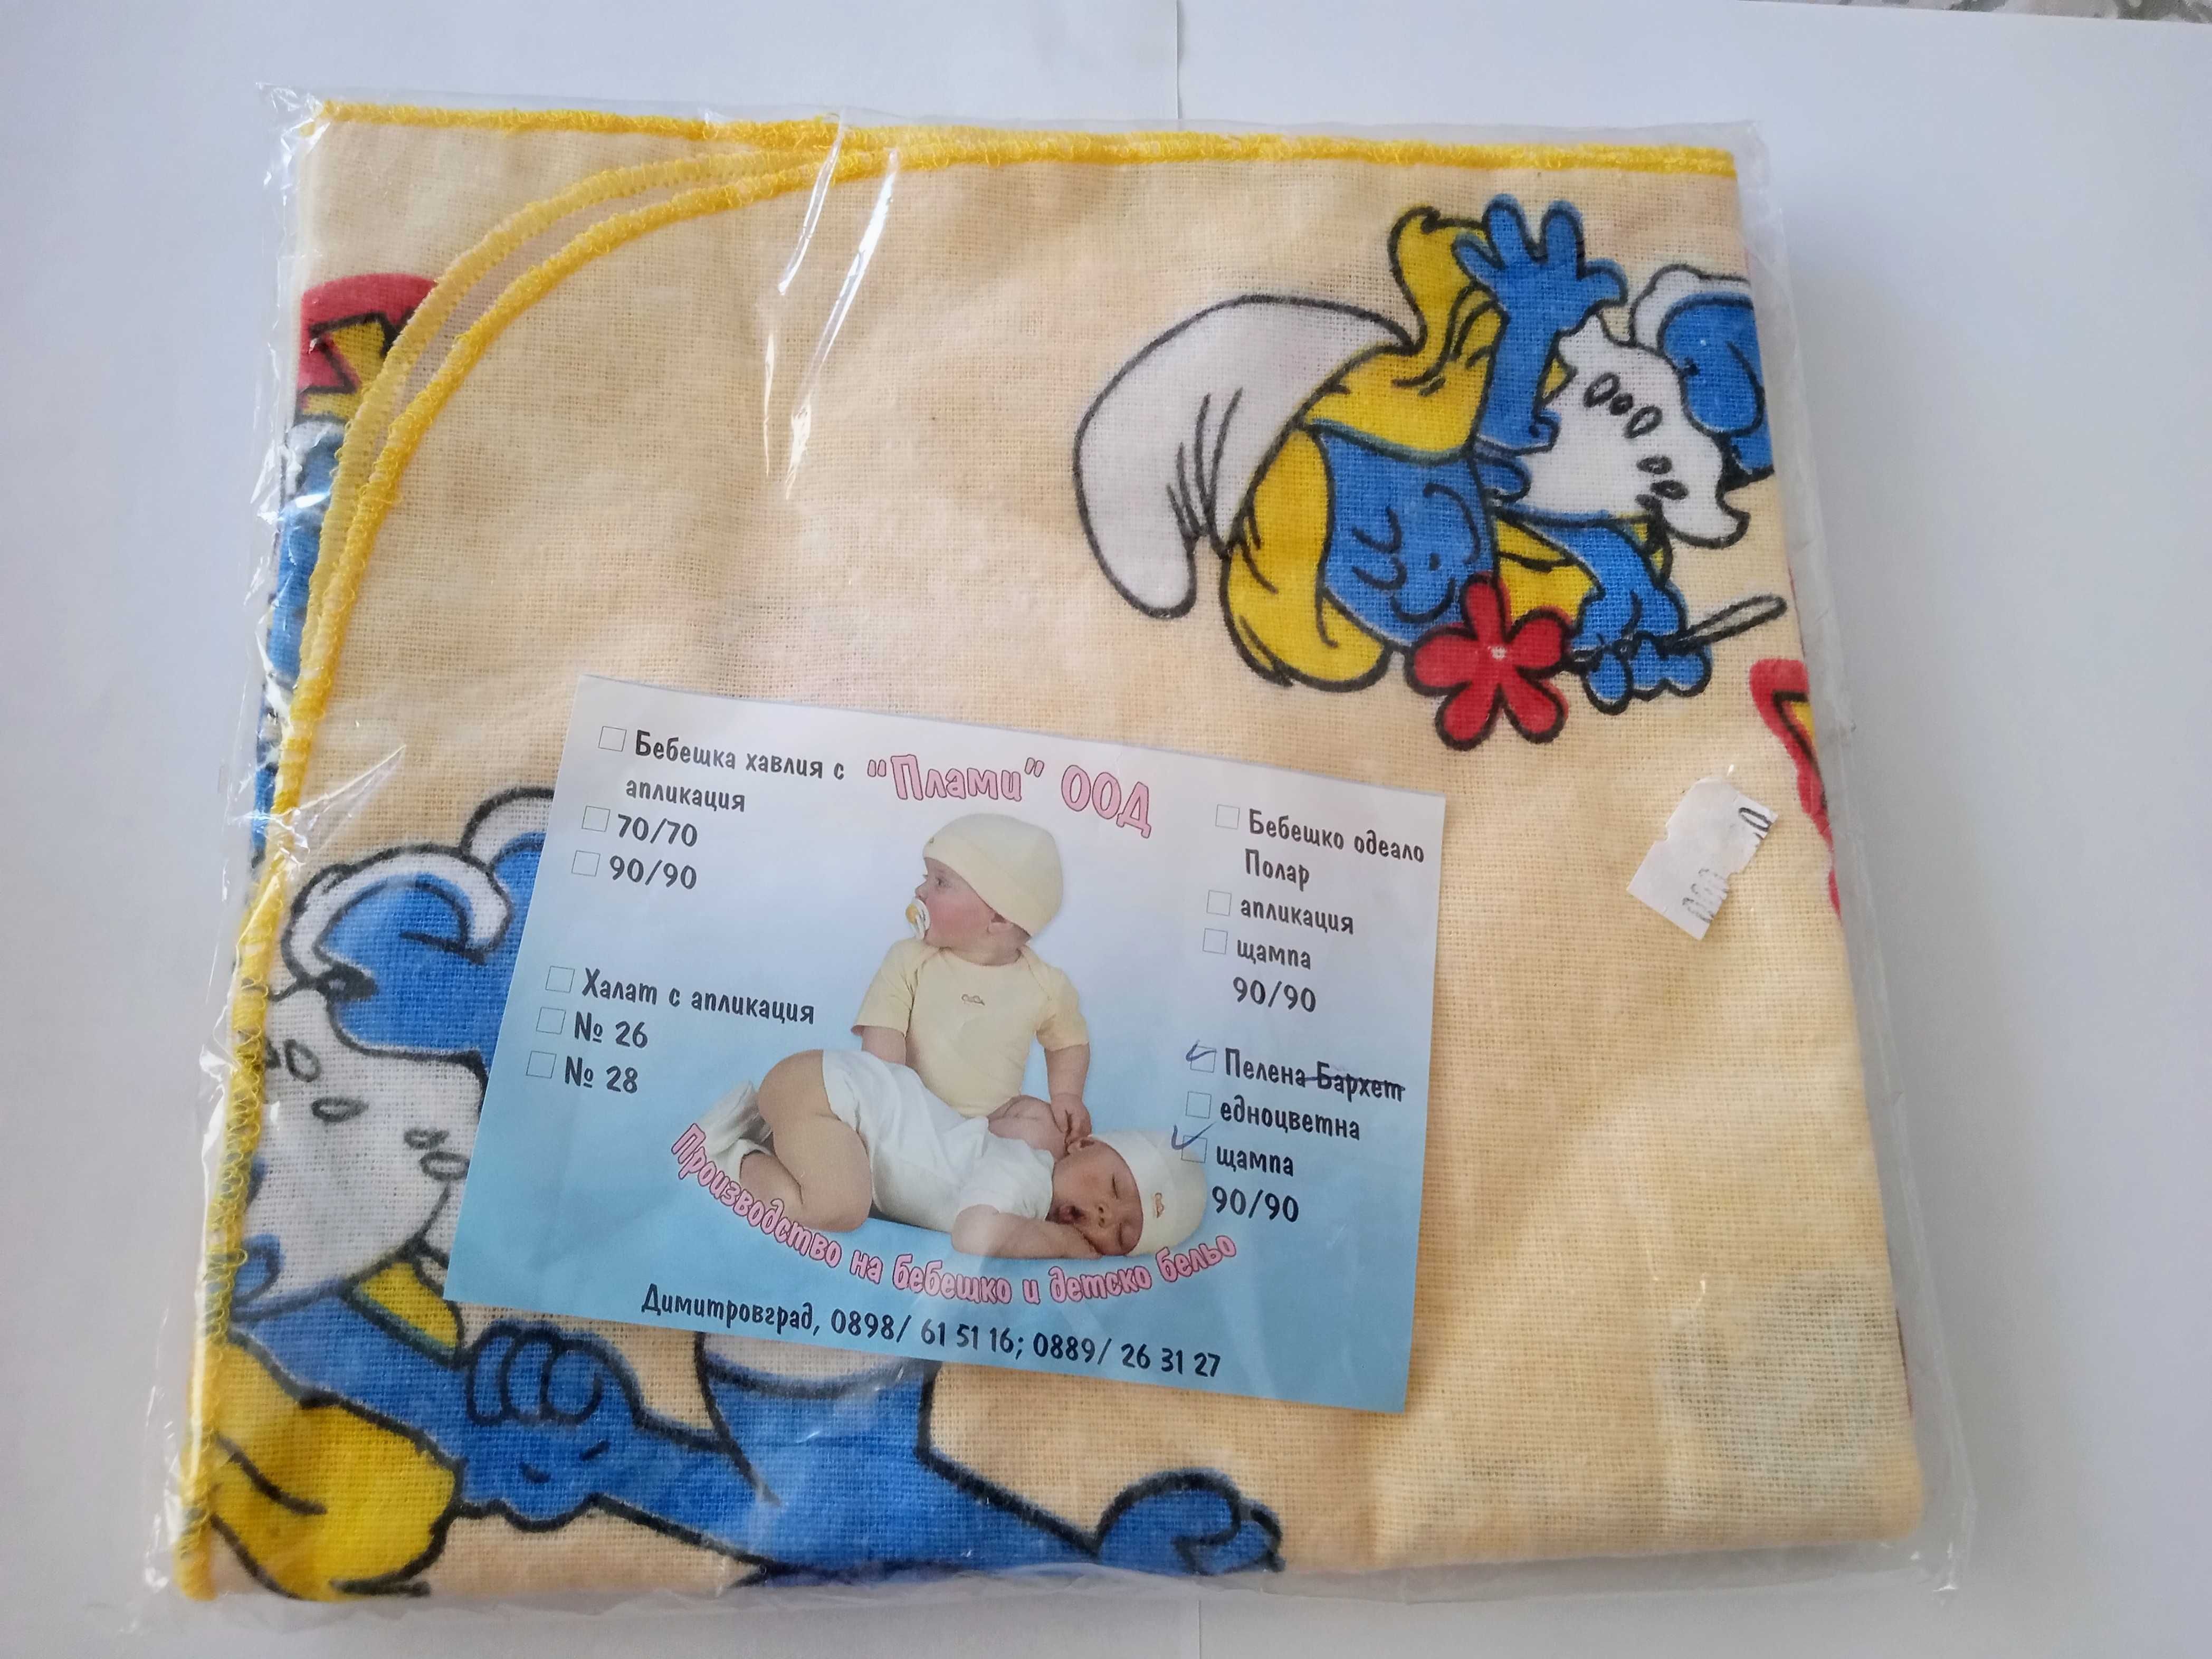 Бебешка хавлия с
апликация
70/70
90/90
Халат с апликация
№ 26
№ 28
"Плами" ООД
Бебешко одеало
Полар
апликация
щампа
90/90
Пелена Бархет
едноцветна
щампа
90/90
Производство на бебешко и детско бельо
Димитровград, 0898/ 61 51 16; 0889/ 26 31 27